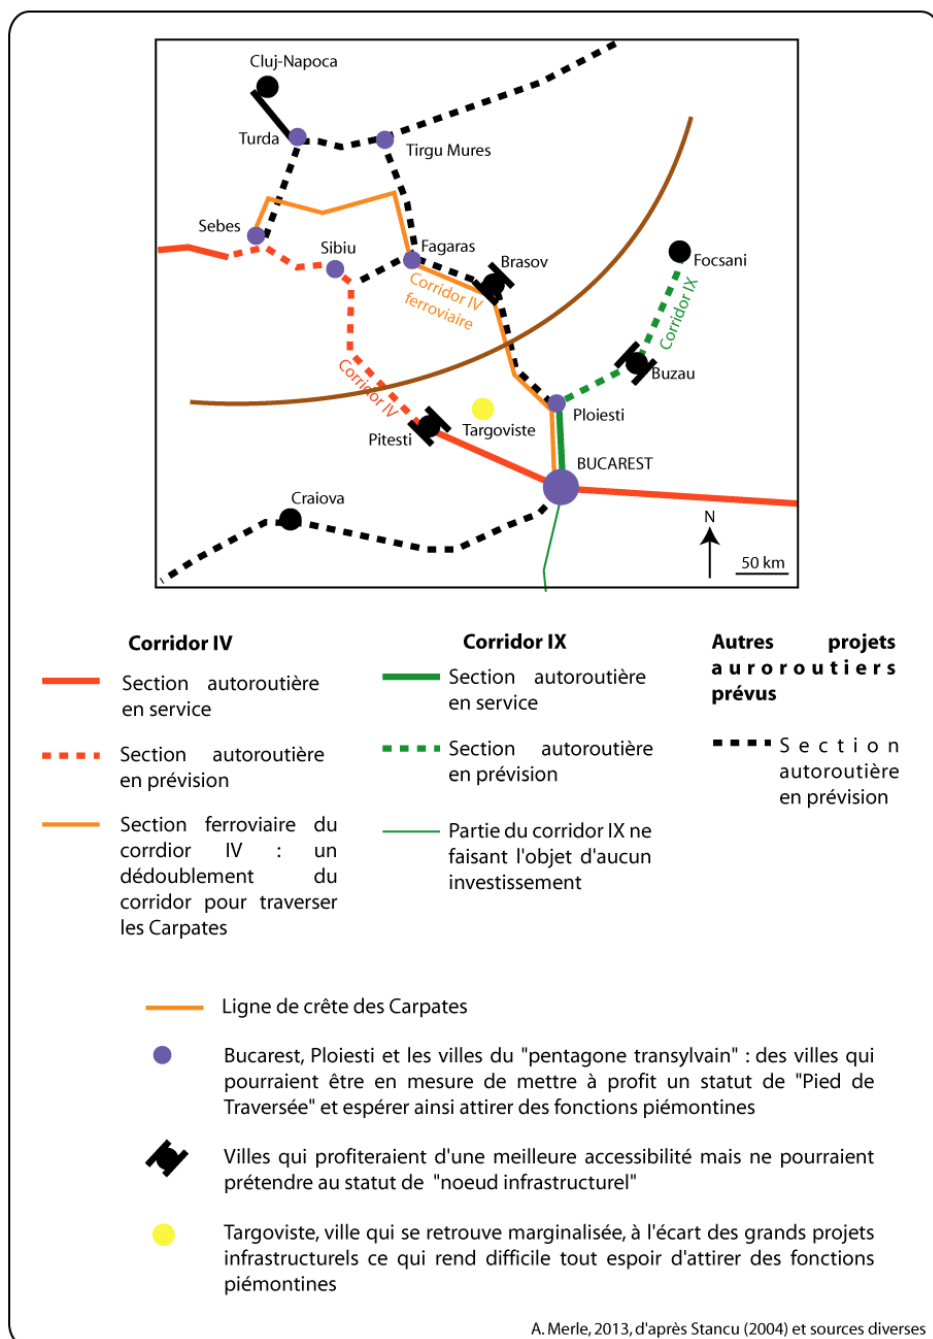 Cluj-Napoca
Turda
Tirgu Mures
Sebes
Sibiu
Fagaras
Brasov
Focsani
Corridor IV
ferroviaire
Corridor IX
Buzau
Corridor IV
Pitesti
Targoviste
Ploiesti
BUCAREST
Craiova
N
50 km
Corridor IV
Section autoroutière
en service
Section autoroutière
en prévision
Section ferroviaire du
corrdior IV : un
dédoublement du
corridor pour traverser
les Carpates
Corridor IX
Section autoroutière
en service
Section autoroutière
en prévision
Partie du corridor IX ne
faisant l'objet d'aucun
investissement
Autres projets
auroroutiers
prévus
Section
autoroutière
en prévision
Ligne de crête des Carpates
Bucarest, Ploiesti et les villes du "pentagone transylvain" : des villes qui
pourraient être en mesure de mettre à profit un statut de "Pied de
Traversée" et espérer ainsi attirer des fonctions piémontines
Villes qui profiteraient d'une meilleure accessibilité mais ne pourraient
prétendre au statut de "noeud infrastructurel"
Targoviste, ville qui se retrouve marginalisée, à l'écart des grands projets
infrastructurels ce qui rend difficile tout espoir d'attirer des fonctions
piémontines
A. Merle, 2013, d'après Stancu (2004) et sources diverses